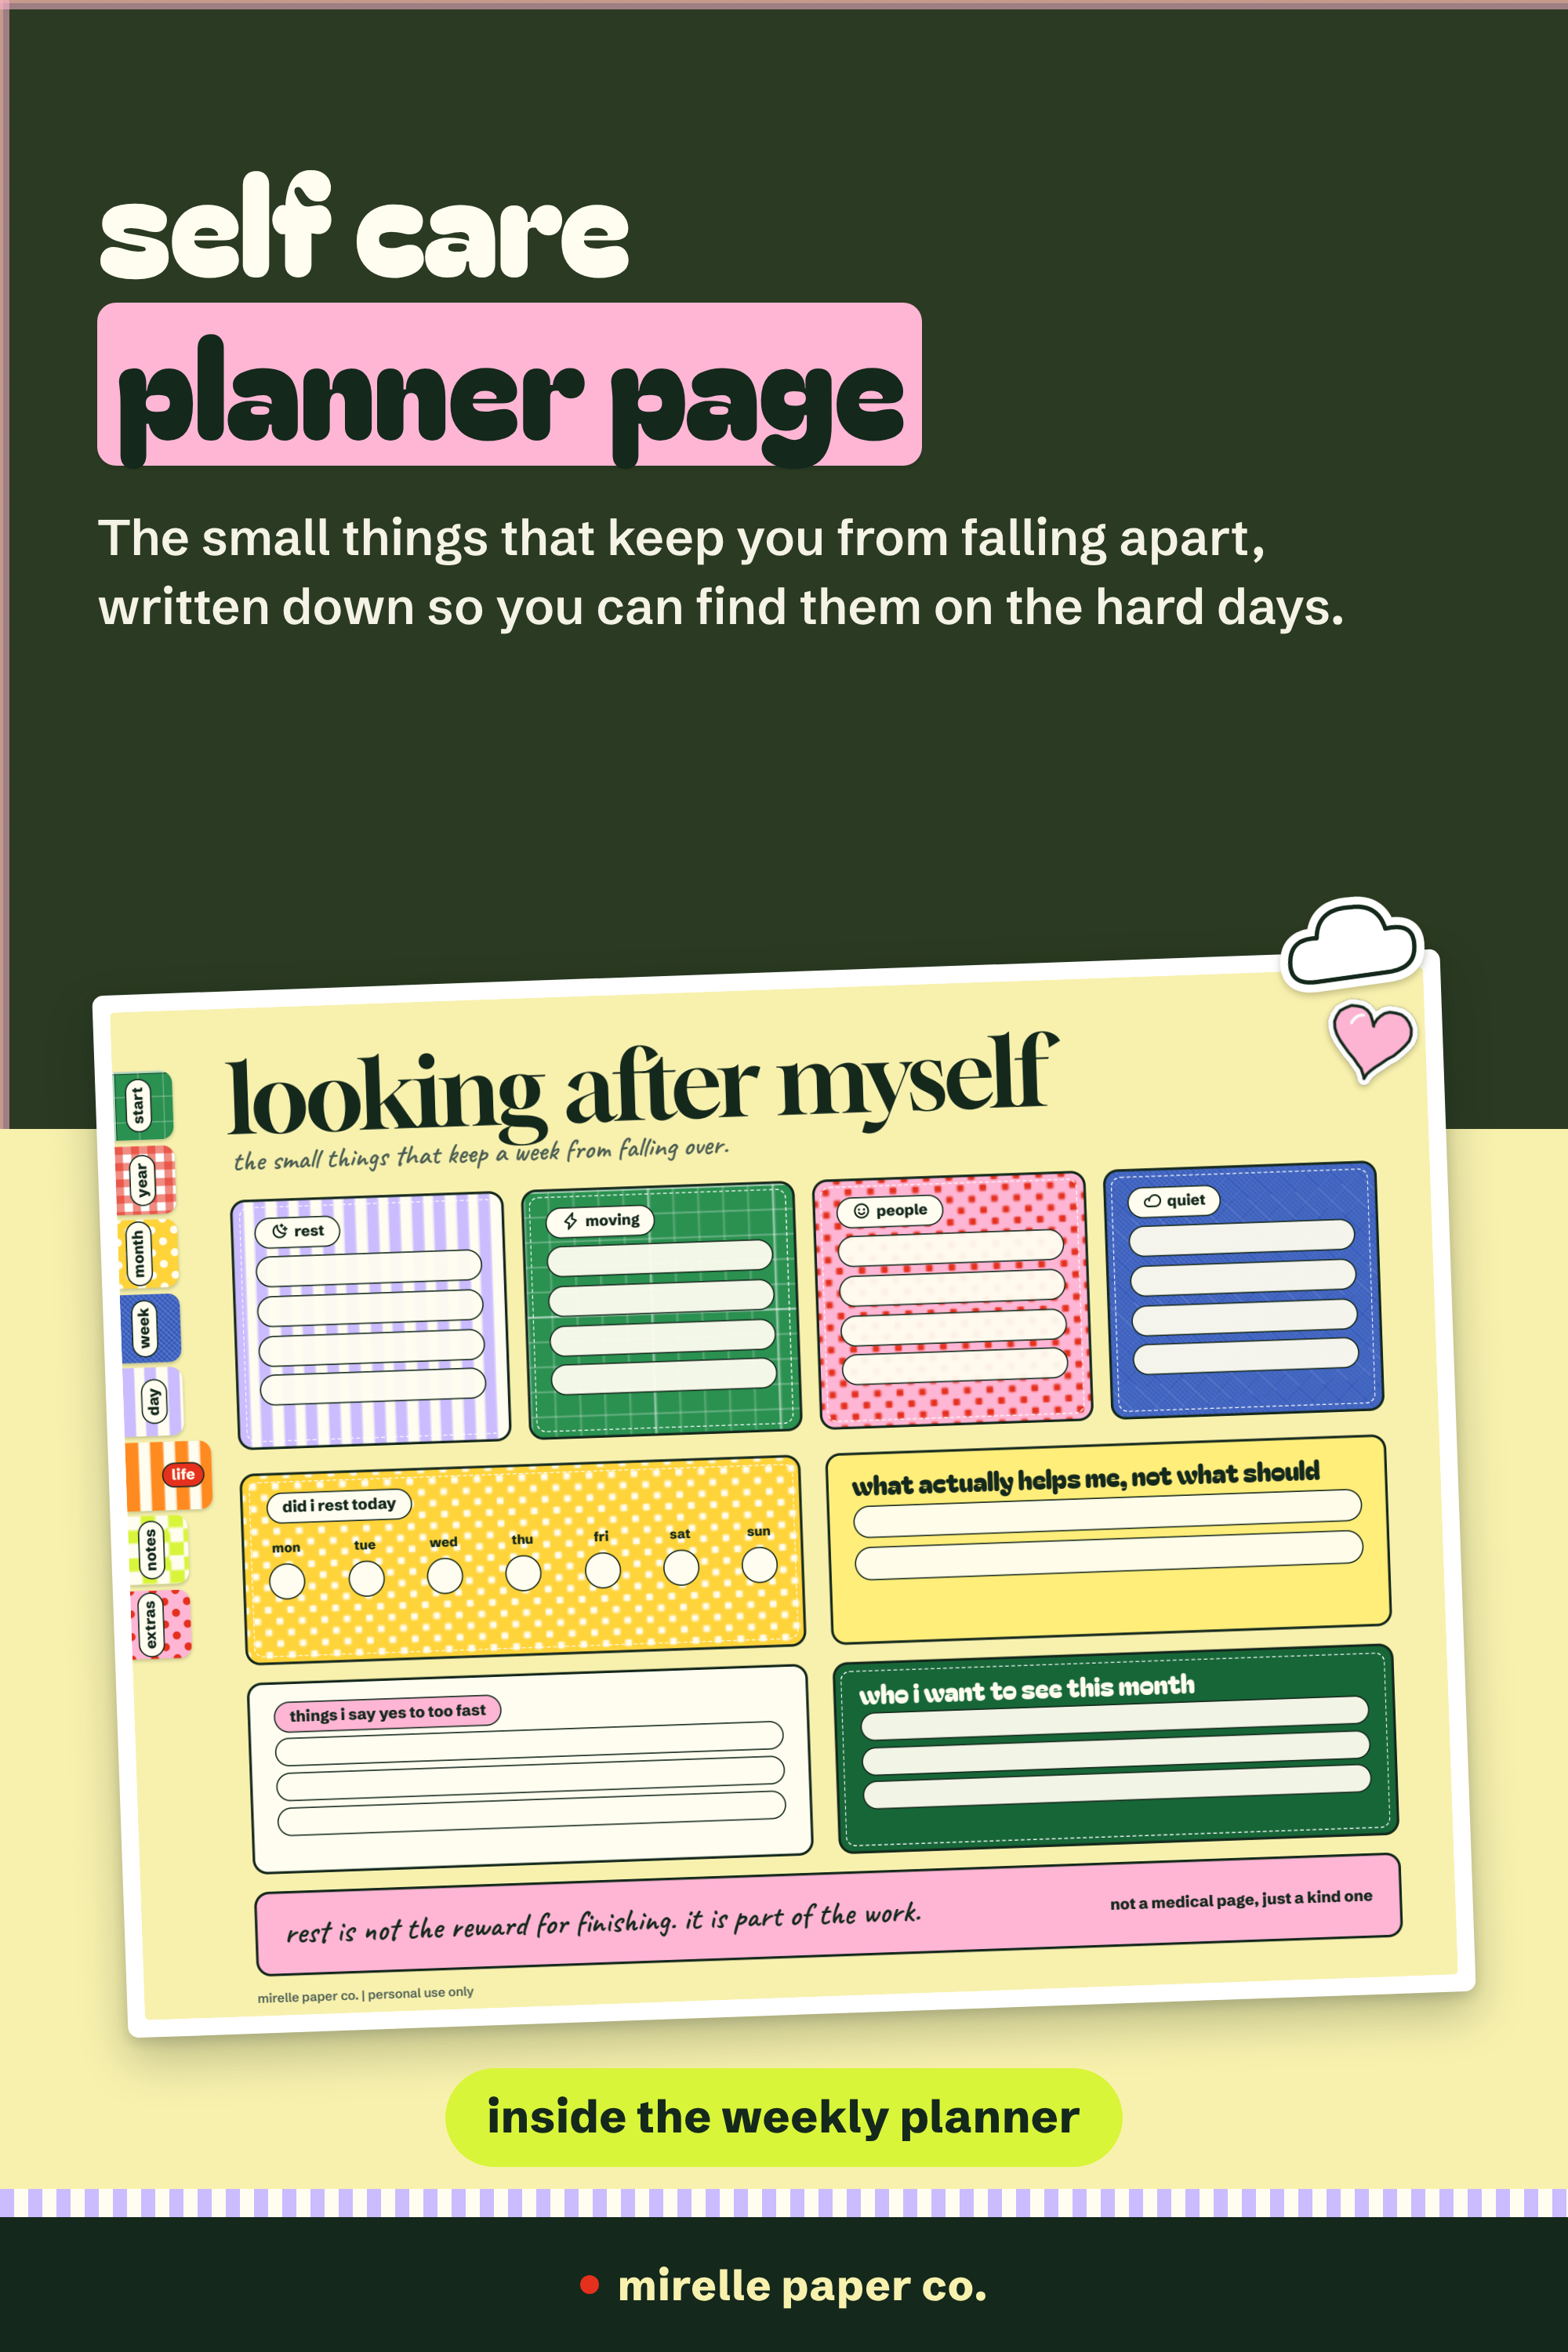 self care
planner page
The small things that keep you from falling apart,
written down so you can find them on the hard days.
looking after myself
the small things that keep a week from falling over.
start
year
month
week
day
life
notes
extras
rest
moving
people
quiet
did i rest today
mon tue wed thu fri sat sun
what actually helps me, not what should
things i say yes to too fast
who i want to see this month
rest is not the reward for finishing. it is part of the work.
not a medical page, just a kind one
mirelle paper co. | personal use only
inside the weekly planner
mirelle paper co.